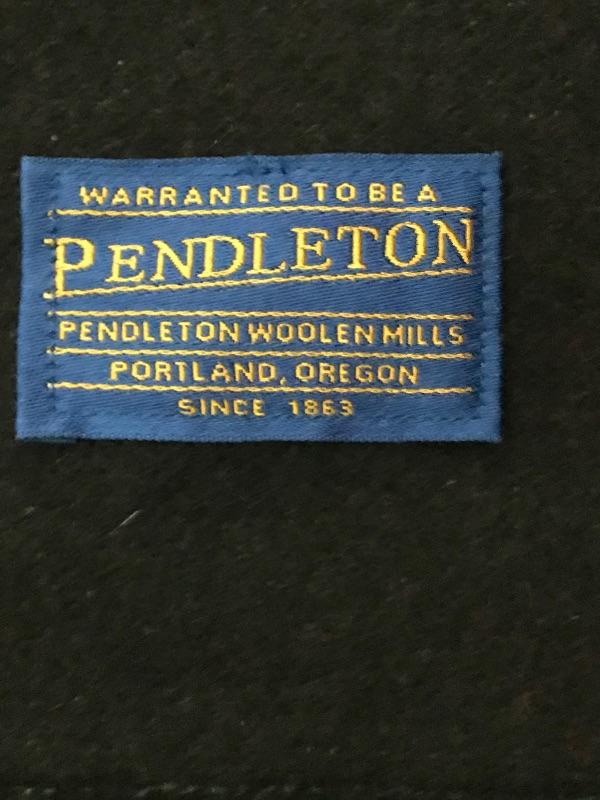 WARRANTED TO BE A
PENDLETON
PENDLETON WOOLEN MILLS
PORTLAND, OREGON
SINCE 1863